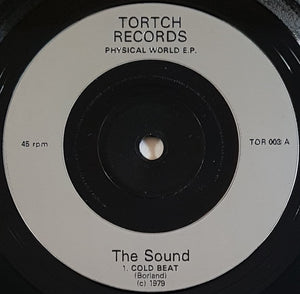 TORTCH
RECORDS
PHYSICAL WORLD E.P.
45 rpm
TOR 003 A
The Sound
1. COLD BEAT
(Borland)
(c) 1979